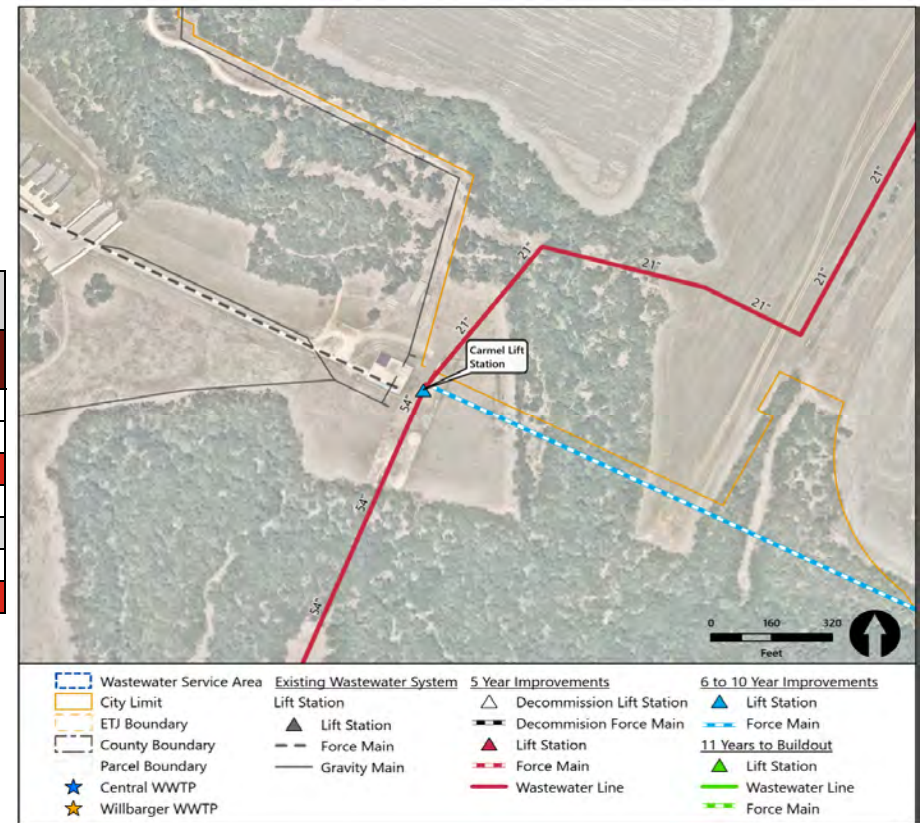 21"
21"
21"
21"
21"
21"
Carmel Lift
Station
54"
54"
54"
0 160 320
Feet
Wastewater Service Area
City Limit
ETJ Boundary
County Boundary
Parcel Boundary
Central WWTP
Willbarger WWTP
Existing Wastewater System
Lift Station
Lift Station
Force Main
Gravity Main
5 Year Improvements
Decommission Lift Station
Decommision Force Main
Lift Station
Force Main
Wastewater Line
6 to 10 Year Improvements
Lift Station
Force Main
11 Years to Buildout
Lift Station
Wastewater Line
Force Main